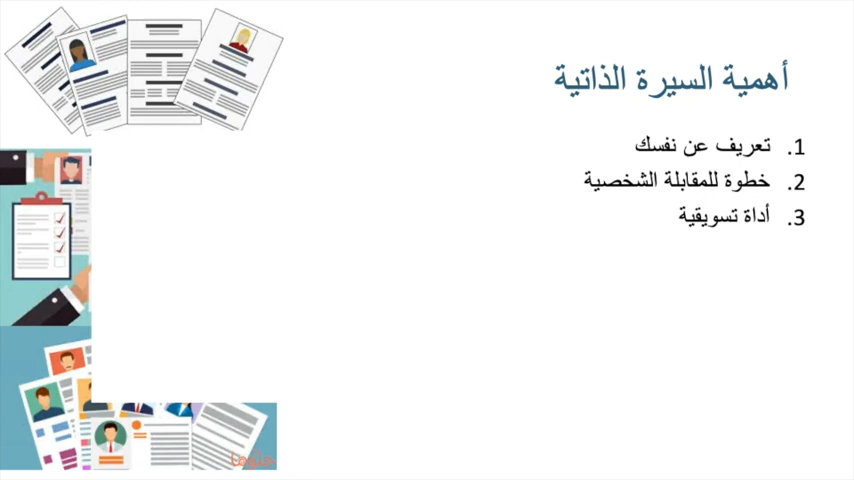 أهمية السيرة الذاتية
1. تعريف عن نفسك
2. خطوة للمقابلة الشخصية
3. أداة تسويقية